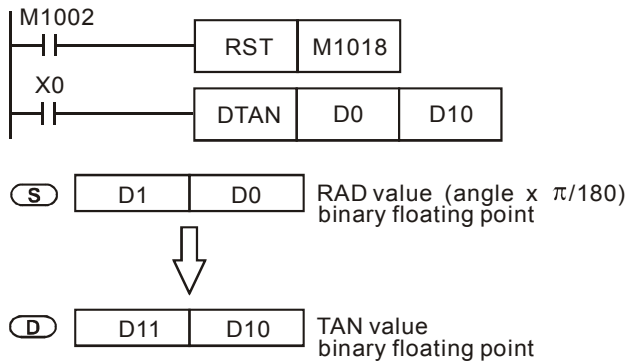 M1002
RST M1018
X0
DTAN D0 D10
S D1 D0 RAD value (angle x π/180)
binary floating point
D D11 D10 TAN value
binary floating point